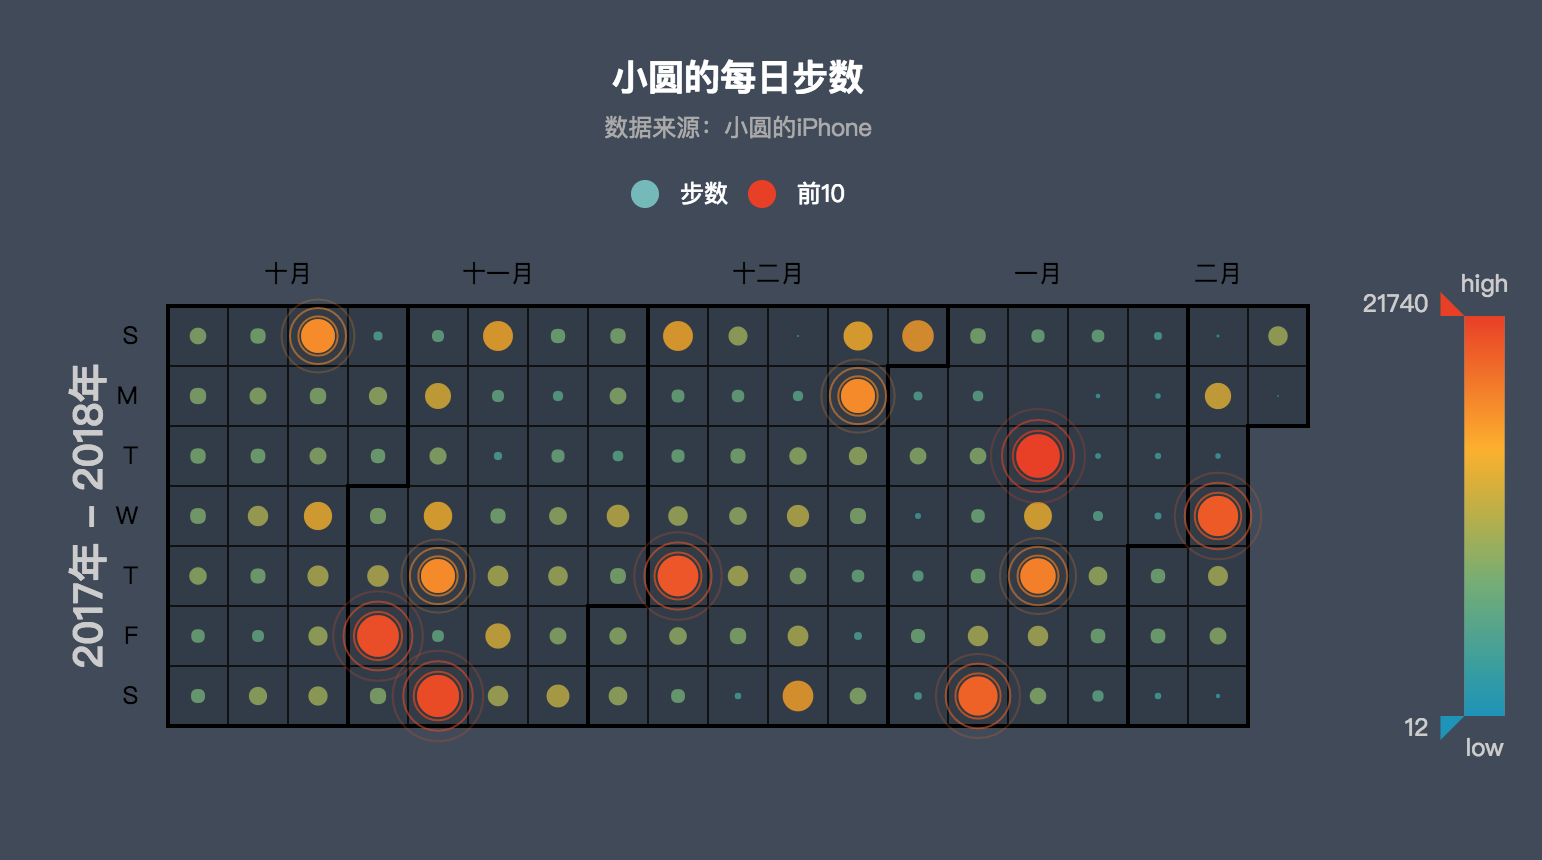 小圆的每日步数
数据来源：小圆的iPhone
步数 前10
十月 十一月 十二月 一月 二月
2017年 – 2018年
S
M
T
W
T
F
S
high
21740
12
low